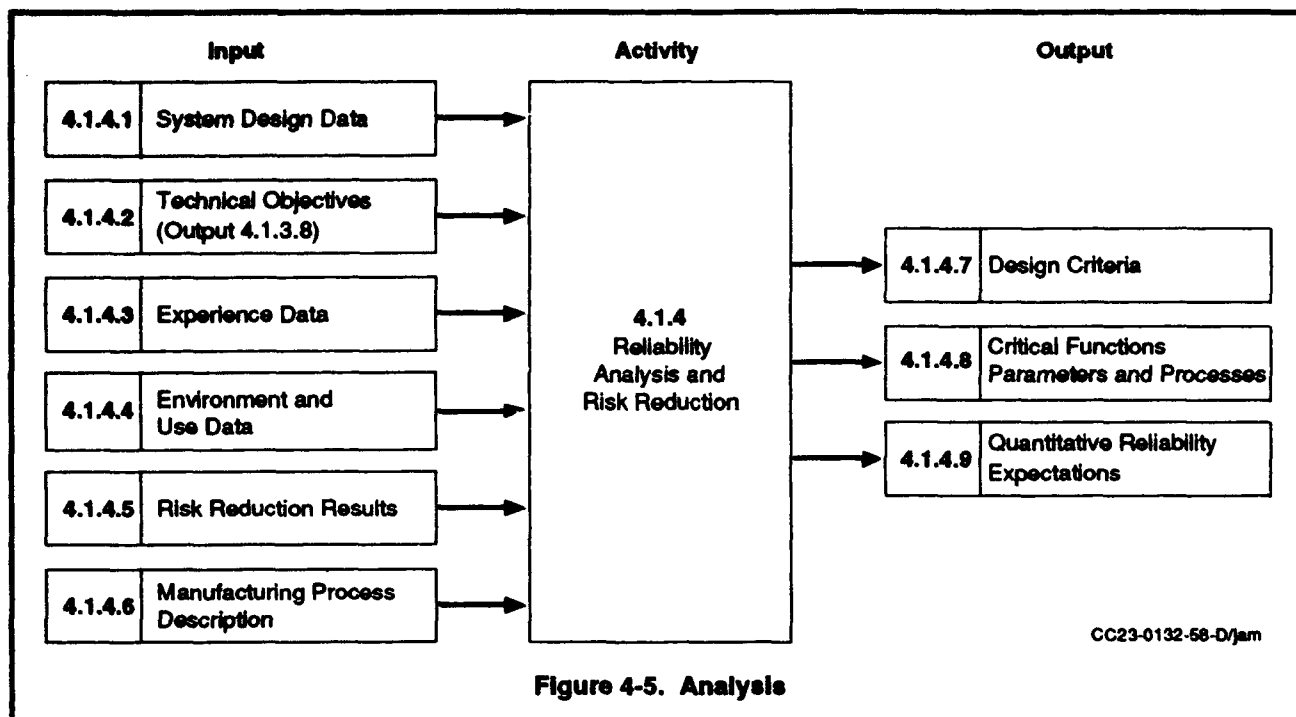 Input
Activity
Output
4.1.4.1 System Design Data
4.1.4.2 Technical Objectives
(Output 4.1.3.8)
4.1.4.3 Experience Data
4.1.4.4 Environment and
Use Data
4.1.4.5 Risk Reduction Results
4.1.4.6 Manufacturing Process
Description
4.1.4
Reliability
Analysis and
Risk Reduction
4.1.4.7 Design Criteria
4.1.4.8 Critical Functions
Parameters and Processes
4.1.4.9 Quantitative Reliability
Expectations
CC23-0132-58-D/jam
Figure 4-5. Analysis